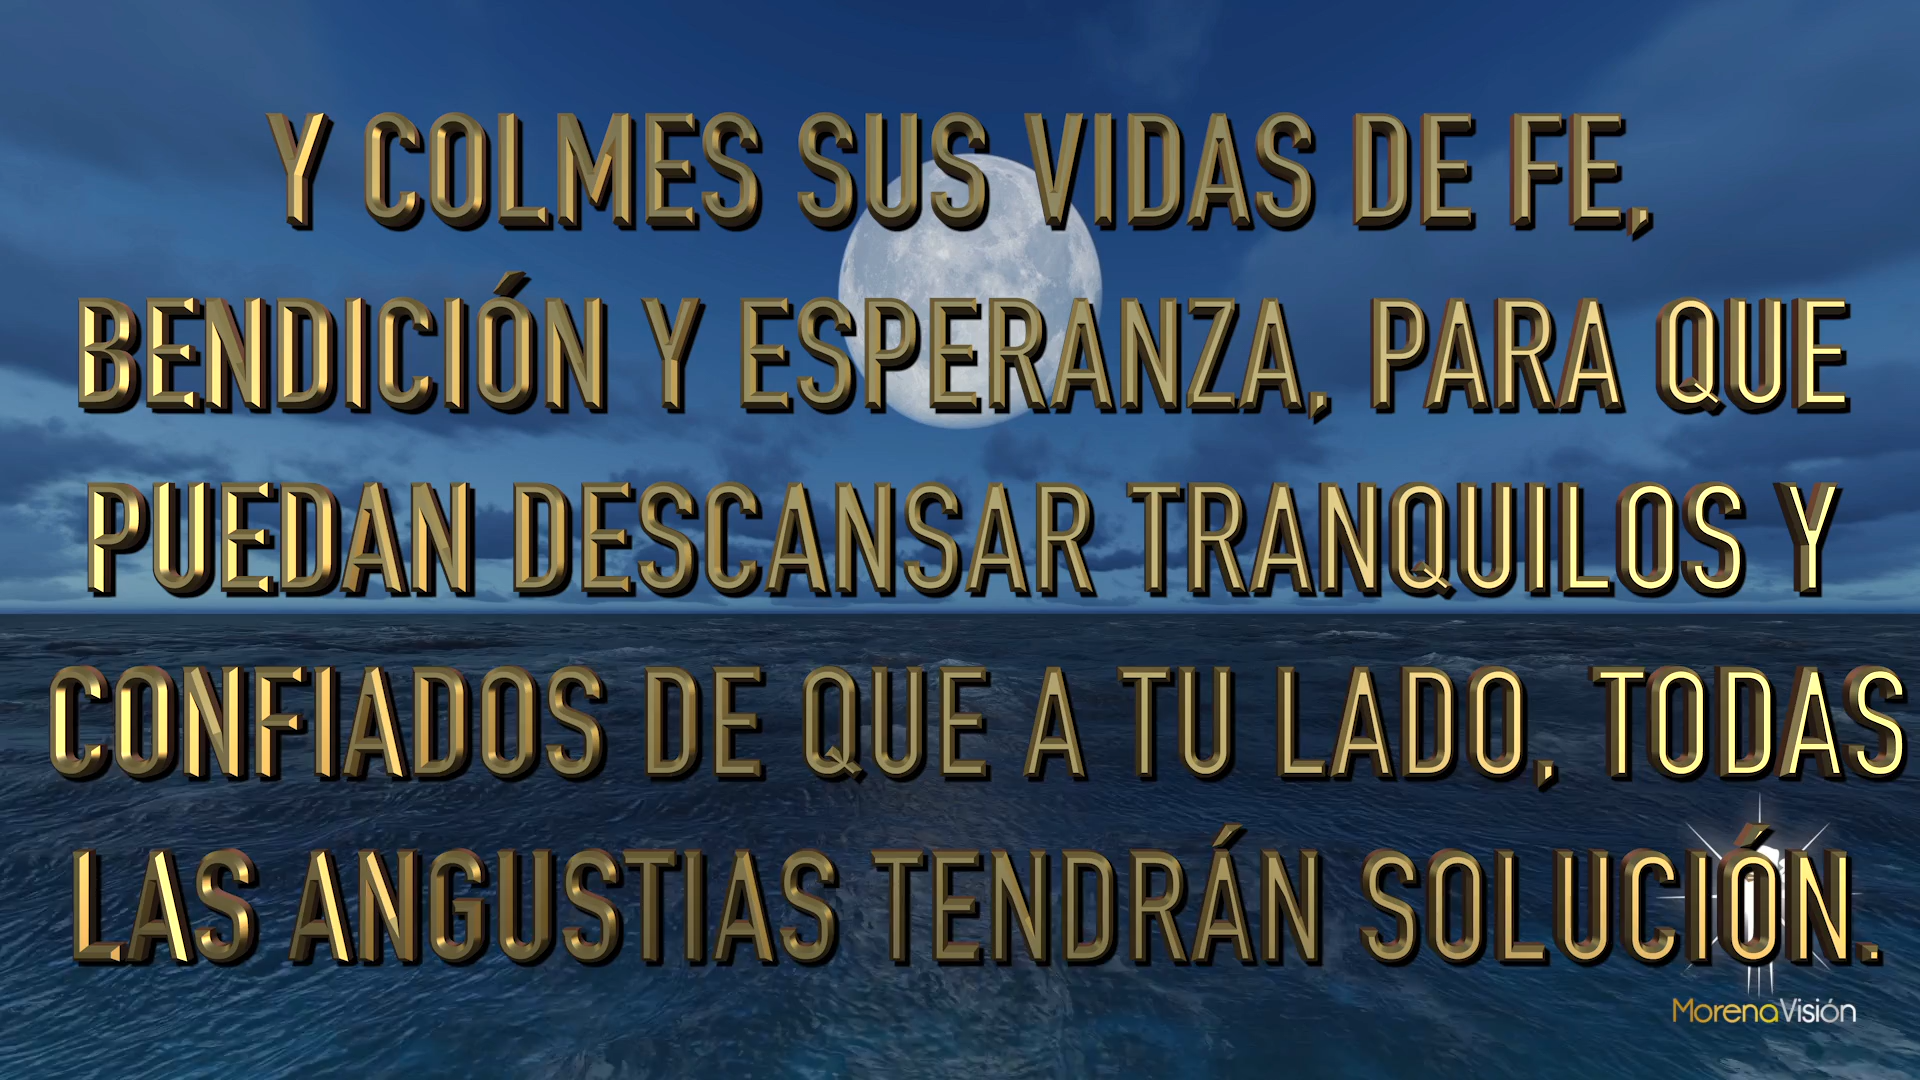 Y COLMES SUS VIDAS DE FE,
BENDICIÓN Y ESPERANZA, PARA QUE
PUEDAN DESCANSAR TRANQUILOS Y
CONFIADOS DE QUE A TU LADO, TODAS
LAS ANGUSTIAS TENDRÁN SOLUCIÓN.
MorenaVisión